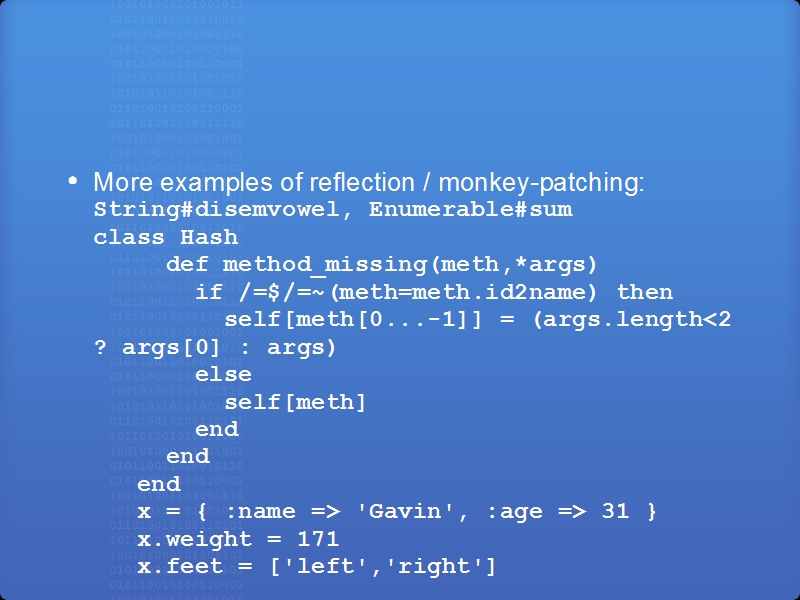 • More examples of reflection / monkey-patching:
String#disemvowel, Enumerable#sum
class Hash
     def method_missing(meth,*args)
       if /=$/=~(meth=meth.id2name) then
         self[meth[0...-1]] = (args.length<2
? args[0] : args)
       else
         self[meth]
       end
     end
   end
   x = { :name => 'Gavin', :age => 31 }
   x.weight = 171
   x.feet = ['left','right']